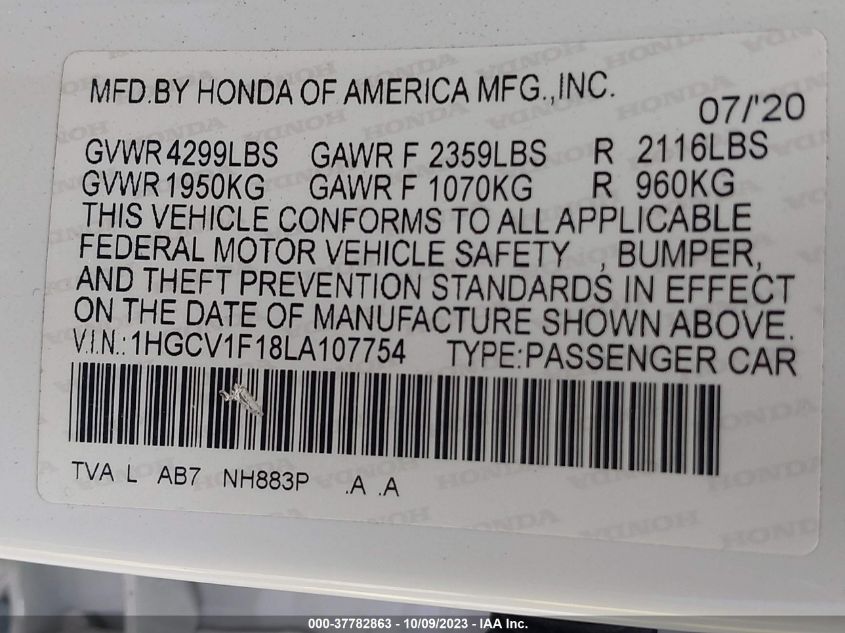 MFD.BY HONDA OF AMERICA MFG.,INC.
07/'20
GVWR 4299LBS GAWR F 2359LBS R 2116LBS
GVWR 1950KG GAWR F 1070KG R 960KG
THIS VEHICLE CONFORMS TO ALL APPLICABLE
FEDERAL MOTOR VEHICLE SAFETY , BUMPER,
AND THEFT PREVENTION STANDARDS IN EFFECT
ON THE DATE OF MANUFACTURE SHOWN ABOVE.
V.I.N.: 1HGCV1F18LA107754 TYPE:PASSENGER CAR
TVA L AB7 NH883P .A .A
000-37782863 - 10/09/2023 - IAA Inc.